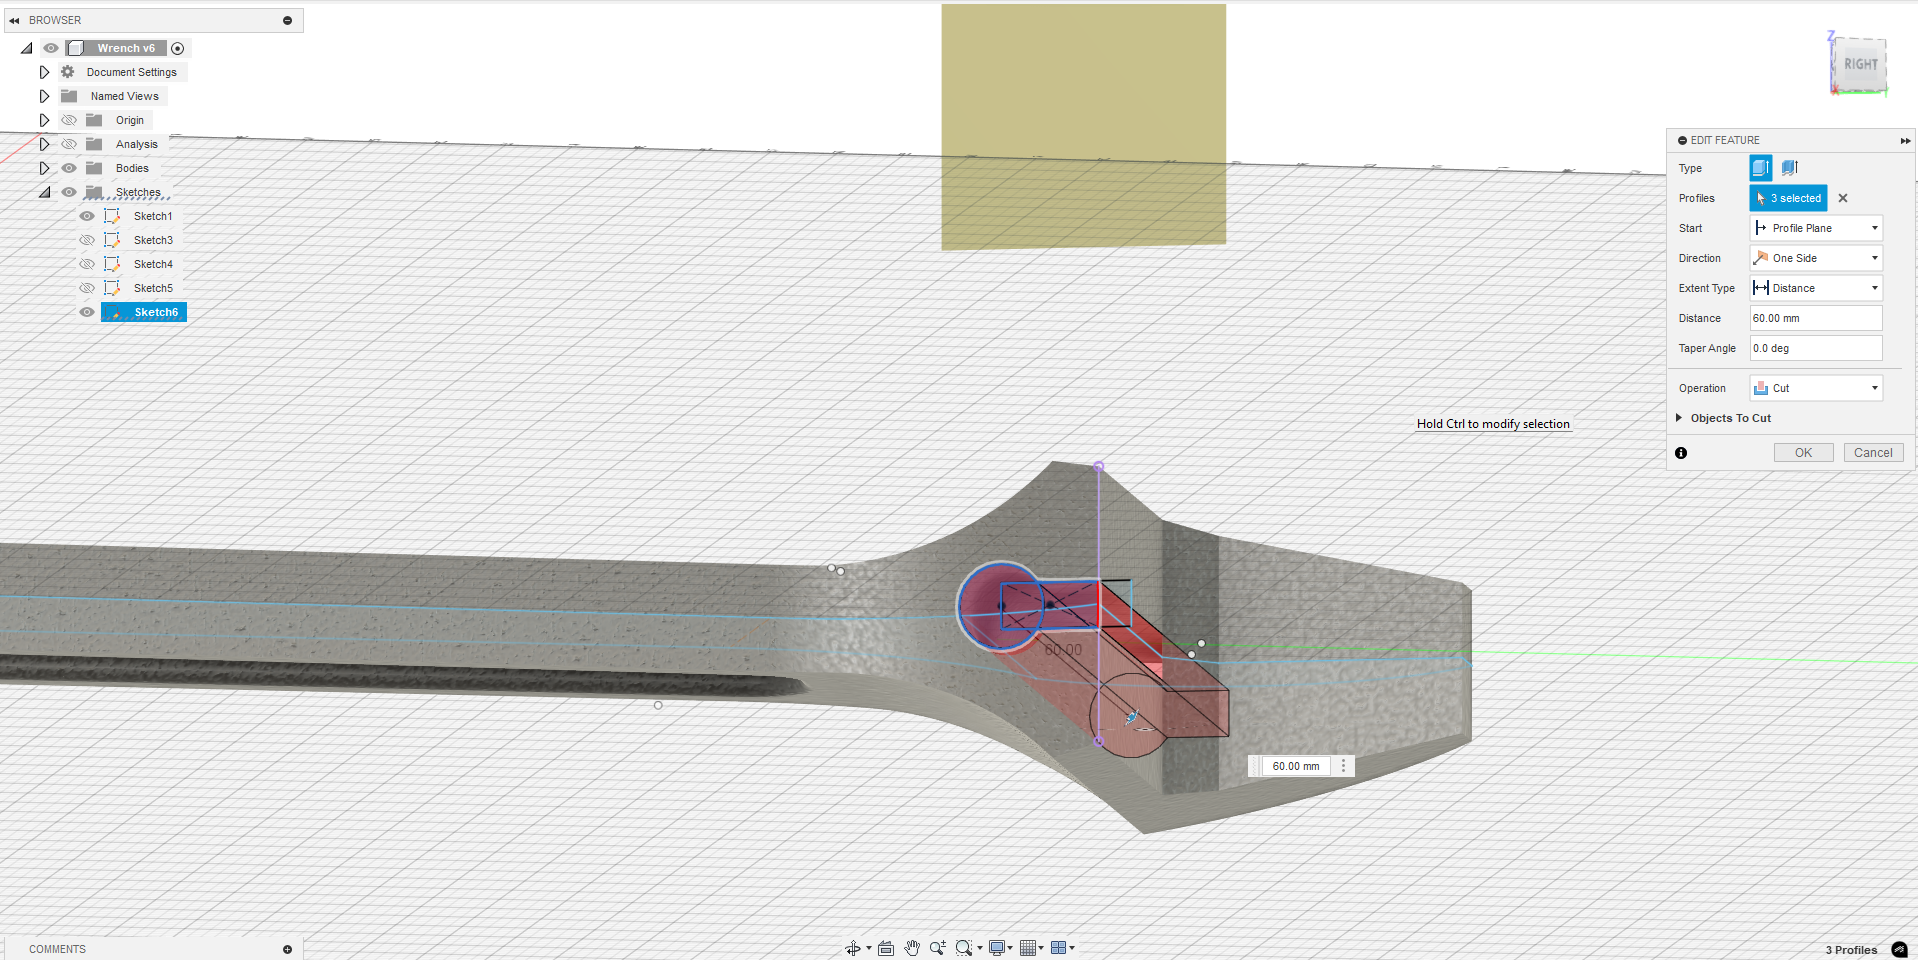 BROWSER
Wrench v6
Document Settings
Named Views
Origin
Analysis
Bodies
Sketches
Sketch1
Sketch3
Sketch4
Sketch5
Sketch6
Z
RIGHT
EDIT FEATURE
Type
Profiles 3 selected
Start Profile Plane
Direction One Side
Extent Type Distance
Distance 60.00 mm
Taper Angle 0.0 deg
Operation Cut
Objects To Cut
OK Cancel
Hold Ctrl to modify selection
60.00
60.00 mm
COMMENTS
3 Profiles